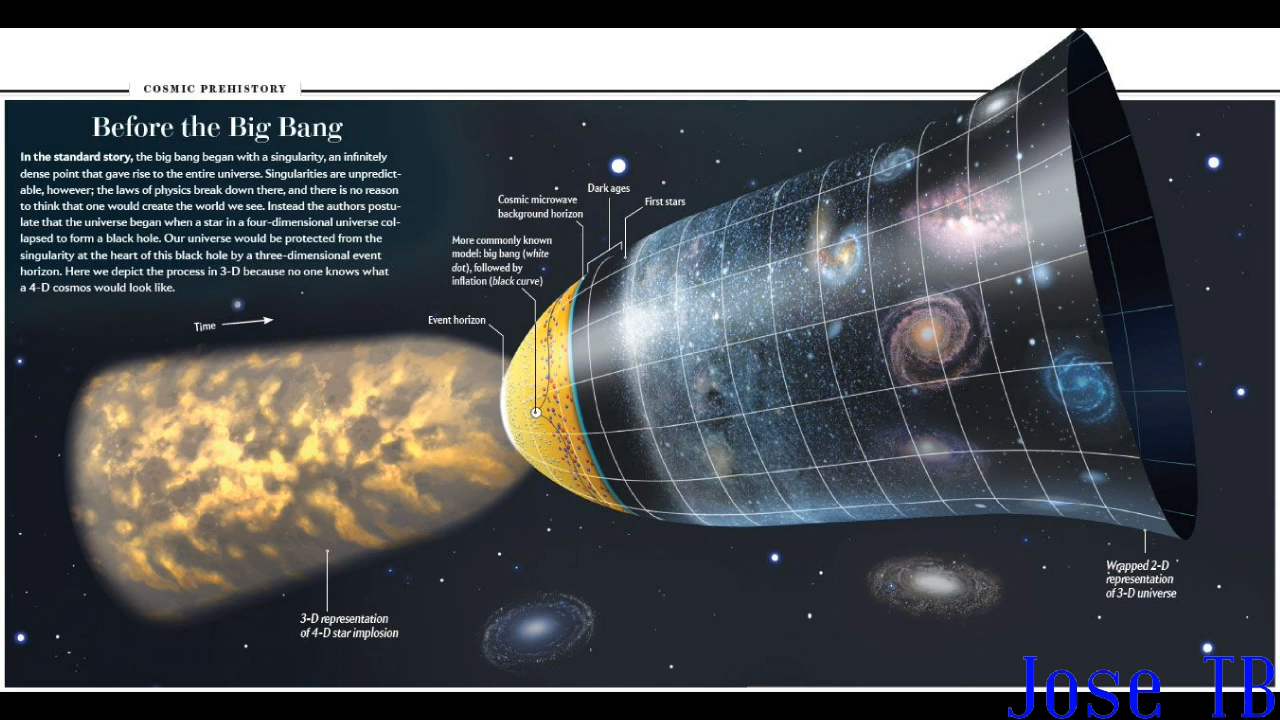 COSMIC PREHISTORY
Before the Big Bang
In the standard story, the big bang began with a singularity, an infinitely
dense point that gave rise to the entire universe. Singularities are unpredict-
able, however; the laws of physics break down there, and there is no reason
to think that one would create the world we see. Instead the authors postu-
late that the universe began when a star in a four-dimensional universe col-
lapsed to form a black hole. Our universe would be protected from the
singularity at the heart of this black hole by a three-dimensional event
horizon. Here we depict the process in 3-D because no one knows what
a 4-D cosmos would look like.
Time
Dark ages
Cosmic microwave
background horizon
First stars
More commonly known
model: big bang (white
dot), followed by
inflation (black curve)
Event horizon
3-D representation
of 4-D star implosion
Wrapped 2-D
representation
of 3-D universe
Jose TB